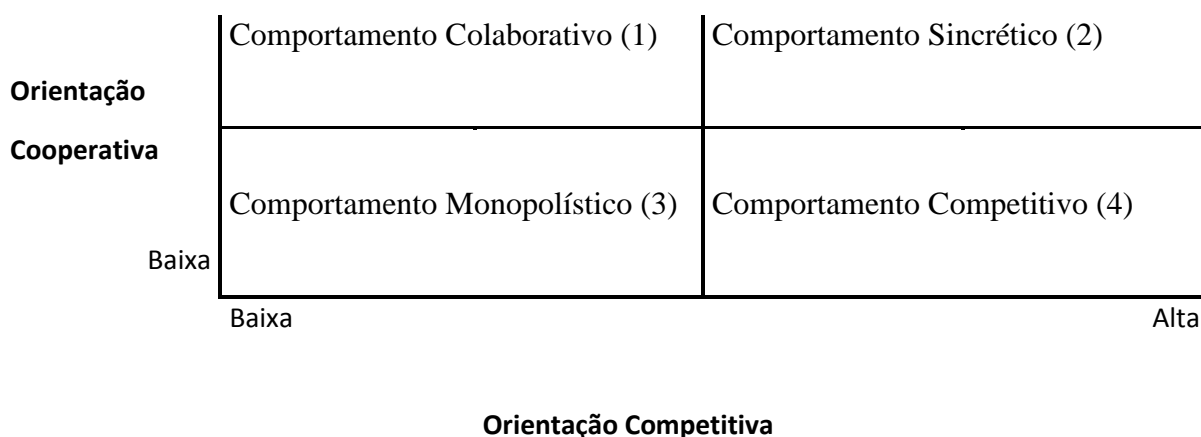 Comportamento Colaborativo (1) Comportamento Sincrético (2)
Orientação
Cooperativa
Comportamento Monopolístico (3) Comportamento Competitivo (4)
Baixa
Baixa Alta
Orientação Competitiva